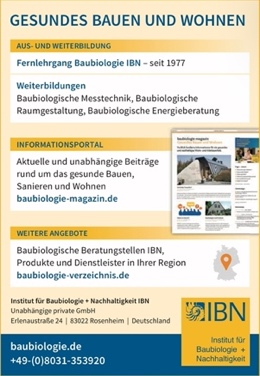 GESUNDES BAUEN UND WOHNEN
AUS- UND WEITERBILDUNG
Fernlehrgang Baubiologie IBN – seit 1977
Weiterbildungen
Baubiologische Messtechnik, Baubiologische
Raumgestaltung, Baubiologische Energieberatung
INFORMATIONSPORTAL
Aktuelle und unabhängige Beiträge
rund um das gesunde Bauen,
Sanieren und Wohnen
baubiologie-magazin.de
WEITERE ANGEBOTE
Baubiologische Beratungstellen IBN,
Produkte und Dienstleister in Ihrer Region
baubiologie-verzeichnis.de
Institut für Baubiologie + Nachhaltigkeit IBN
Unabhängige private GmbH
Erlenaustraße 24 | 83022 Rosenheim | Deutschland
baubiologie.de
+49-(0)8031-353920
IBN
Institut für
Baubiologie +
Nachhaltigkeit